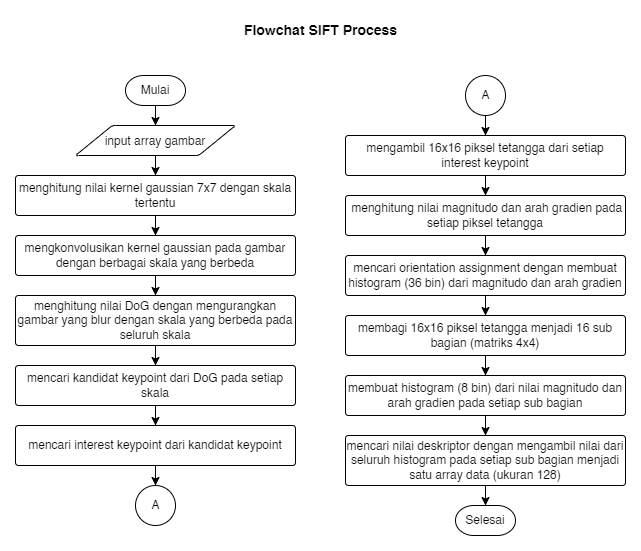 Flowchat SIFT Process
Mulai
input array gambar
menghitung nilai kernel gaussian 7x7 dengan skala
tertentu
mengkonvolusikan kernel gaussian pada gambar
dengan berbagai skala yang berbeda
menghitung nilai DoG dengan mengurangkan
gambar yang blur dengan skala yang berbeda pada
seluruh skala
mencari kandidat keypoint dari DoG pada setiap
skala
mencari interest keypoint dari kandidat keypoint
A
A
mengambil 16x16 piksel tetangga dari setiap
interest keypoint
menghitung nilai magnitudo dan arah gradien pada
setiap piksel tetangga
mencari orientation assignment dengan membuat
histogram (36 bin) dari magnitudo dan arah gradien
membagi 16x16 piksel tetangga menjadi 16 sub
bagian (matriks 4x4)
membuat histogram (8 bin) dari nilai magnitudo dan
arah gradien pada setiap sub bagian
mencari nilai deskriptor dengan mengambil nilai dari
seluruh histogram pada setiap sub bagian menjadi
satu array data (ukuran 128)
Selesai